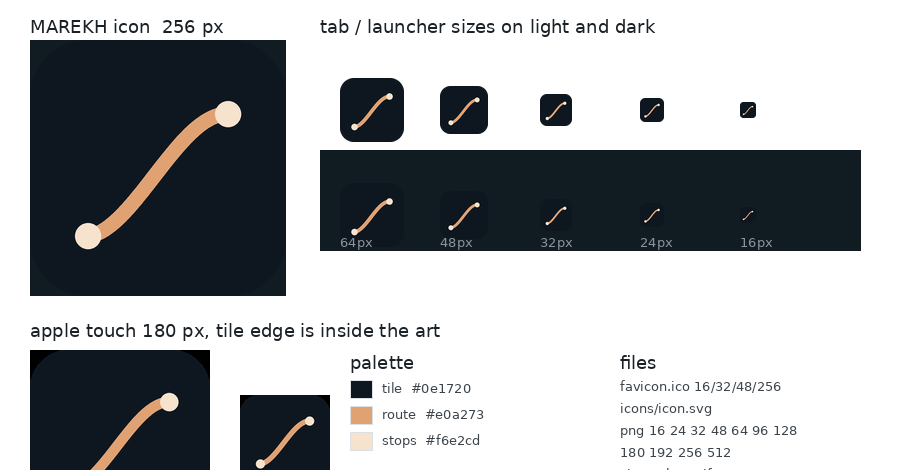 MAREKH icon  256 px
tab / launcher sizes on light and dark
64px 48px 32px 24px 16px
apple touch 180 px, tile edge is inside the art
palette
tile  #0e1720
route  #e0a273
stops  #f6e2cd
files
favicon.ico 16/32/48/256
icons/icon.svg
png 16 24 32 48 64 96 128
180 192 256 512